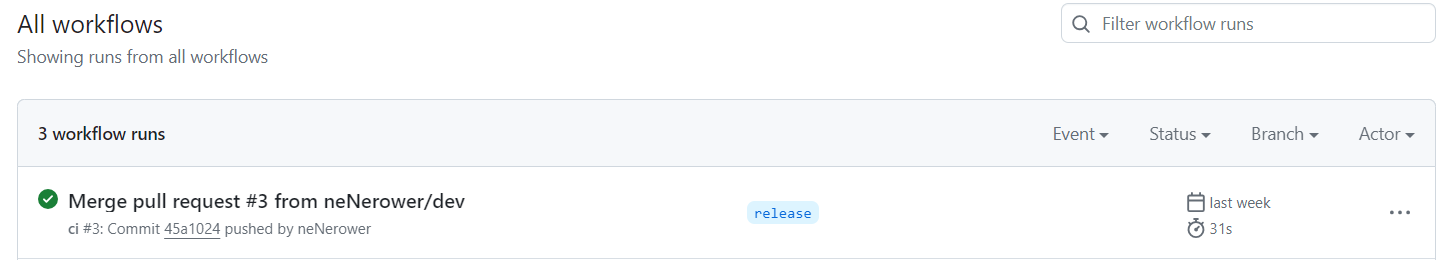 All workflows
Filter workflow runs
Showing runs from all workflows
3 workflow runs
Event Status Branch Actor
Merge pull request #3 from neNerower/dev
ci #3: Commit 45a1024 pushed by neNerower
release
last week
31s